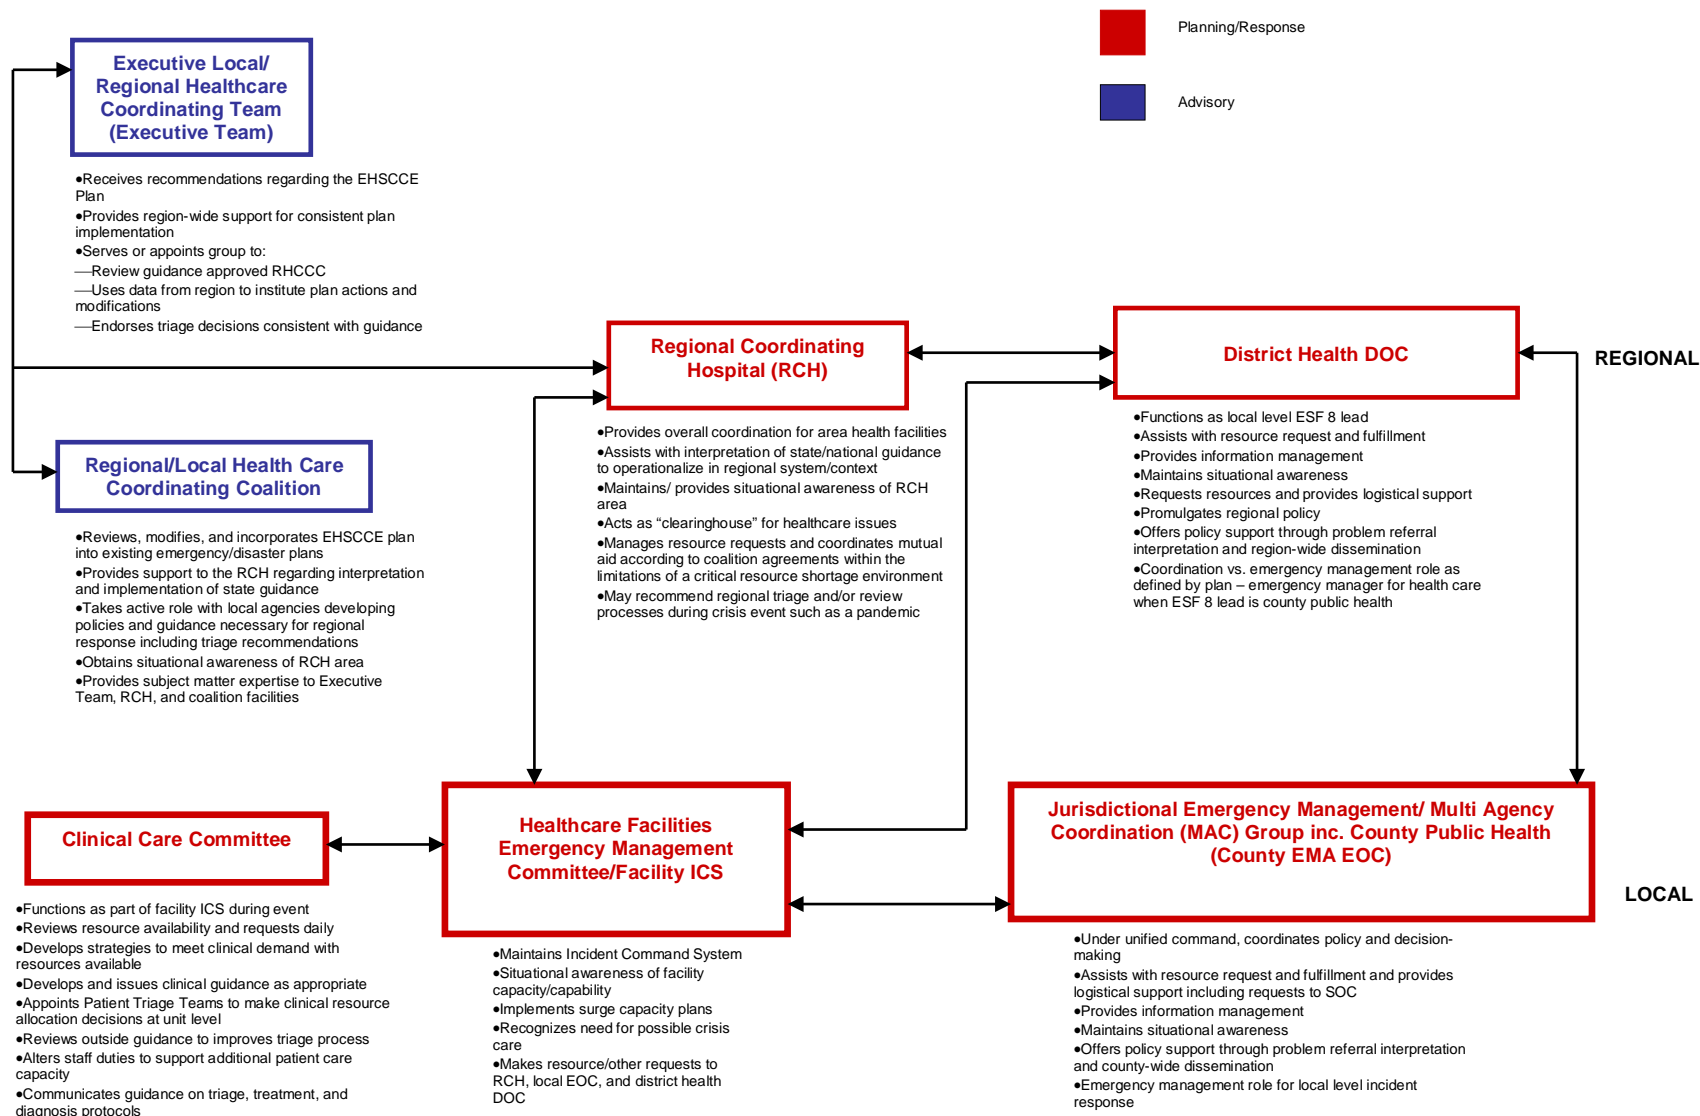 Planning/Response
Advisory
Executive Local/
Regional Healthcare
Coordinating Team
(Executive Team)
•Receives recommendations regarding the EHSCCE
Plan
•Provides region-wide support for consistent plan
implementation
•Serves or appoints group to:
—Review guidance approved RHCCC
—Uses data from region to institute plan actions and
modifications
—Endorses triage decisions consistent with guidance
Regional Coordinating
Hospital (RCH)
•Provides overall coordination for area health facilities
•Assists with interpretation of state/national guidance
to operationalize in regional system/context
•Maintains/ provides situational awareness of RCH
area
•Acts as “clearinghouse” for healthcare issues
•Manages resource requests and coordinates mutual
aid according to coalition agreements within the
limitations of a critical resource shortage environment
•May recommend regional triage and/or review
processes during crisis event such as a pandemic
District Health DOC
•Functions as local level ESF 8 lead
•Assists with resource request and fulfillment
•Provides information management
•Maintains situational awareness
•Requests resources and provides logistical support
•Promulgates regional policy
•Offers policy support through problem referral
interpretation and region-wide dissemination
•Coordination vs. emergency management role as
defined by plan – emergency manager for health care
when ESF 8 lead is county public health
REGIONAL
Regional/Local Health Care
Coordinating Coalition
•Reviews, modifies, and incorporates EHSCCE plan
into existing emergency/disaster plans
•Provides support to the RCH regarding interpretation
and implementation of state guidance
•Takes active role with local agencies developing
policies and guidance necessary for regional
response including triage recommendations
•Obtains situational awareness of RCH area
•Provides subject matter expertise to Executive
Team, RCH, and coalition facilities
Clinical Care Committee
•Functions as part of facility ICS during event
•Reviews resource availability and requests daily
•Develops strategies to meet clinical demand with
resources available
•Develops and issues clinical guidance as appropriate
•Appoints Patient Triage Teams to make clinical resource
allocation decisions at unit level
•Reviews outside guidance to improves triage process
•Alters staff duties to support additional patient care
capacity
•Communicates guidance on triage, treatment, and
diagnosis protocols
Healthcare Facilities
Emergency Management
Committee/Facility ICS
•Maintains Incident Command System
•Situational awareness of facility
capacity/capability
•Implements surge capacity plans
•Recognizes need for possible crisis
care
•Makes resource/other requests to
RCH, local EOC, and district health
DOC
Jurisdictional Emergency Management/ Multi Agency
Coordination (MAC) Group inc. County Public Health
(County EMA EOC)
•Under unified command, coordinates policy and decision-
making
•Assists with resource request and fulfillment and provides
logistical support including requests to SOC
•Provides information management
•Maintains situational awareness
•Offers policy support through problem referral interpretation
and county-wide dissemination
•Emergency management role for local level incident
response
LOCAL